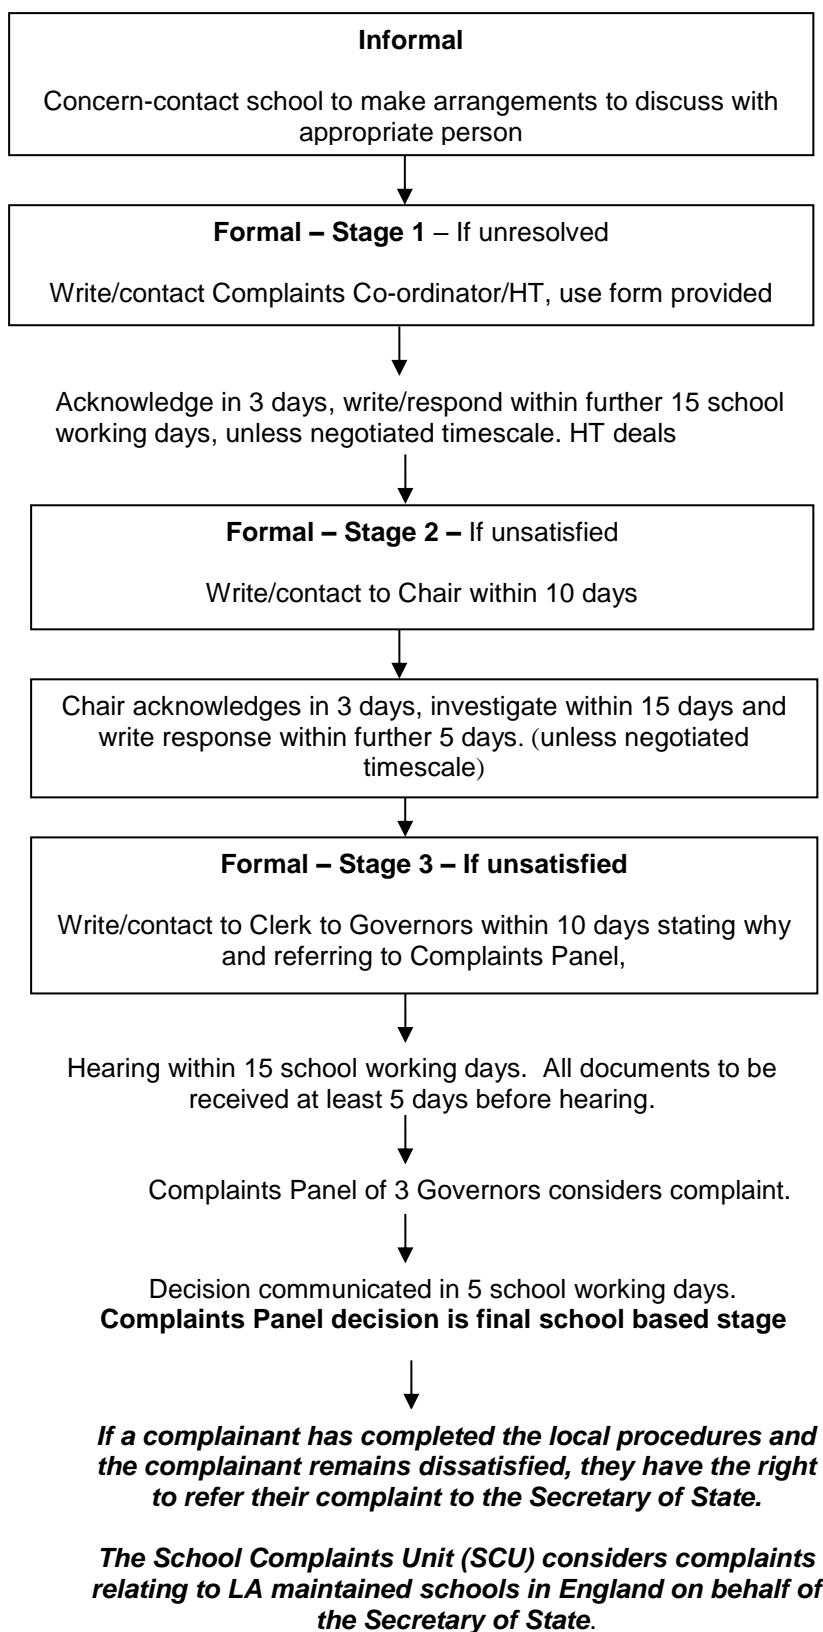 Informal
Concern-contact school to make arrangements to discuss with
appropriate person
Formal – Stage 1 – If unresolved
Write/contact Complaints Co-ordinator/HT, use form provided
Acknowledge in 3 days, write/respond within further 15 school
working days, unless negotiated timescale. HT deals
Formal – Stage 2 – If unsatisfied
Write/contact to Chair within 10 days
Chair acknowledges in 3 days, investigate within 15 days and
write response within further 5 days. (unless negotiated
timescale)
Formal – Stage 3 – If unsatisfied
Write/contact to Clerk to Governors within 10 days stating why
and referring to Complaints Panel,
Hearing within 15 school working days.  All documents to be
received at least 5 days before hearing.
Complaints Panel of 3 Governors considers complaint.
Decision communicated in 5 school working days.
Complaints Panel decision is final school based stage
If a complainant has completed the local procedures and
the complainant remains dissatisfied, they have the right
to refer their complaint to the Secretary of State.
The School Complaints Unit (SCU) considers complaints
relating to LA maintained schools in England on behalf of
the Secretary of State.